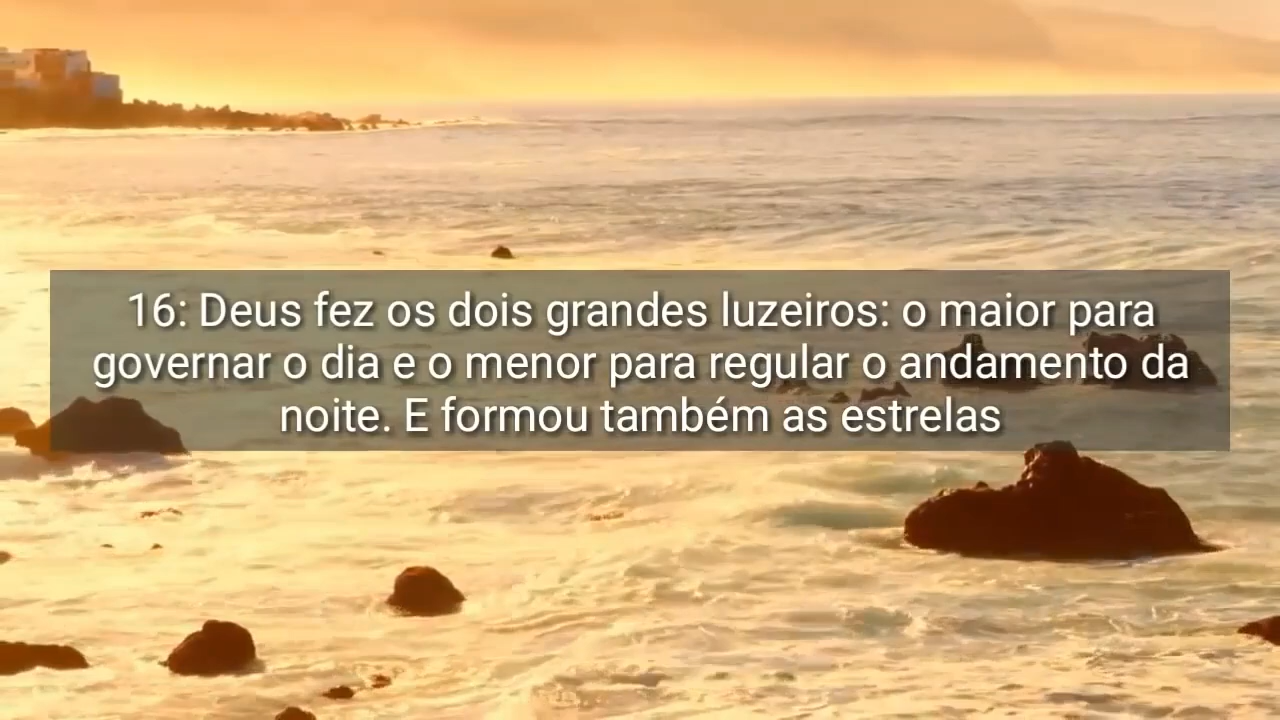 16: Deus fez os dois grandes luzeiros: o maior para
governar o dia e o menor para regular o andamento da
noite. E formou também as estrelas